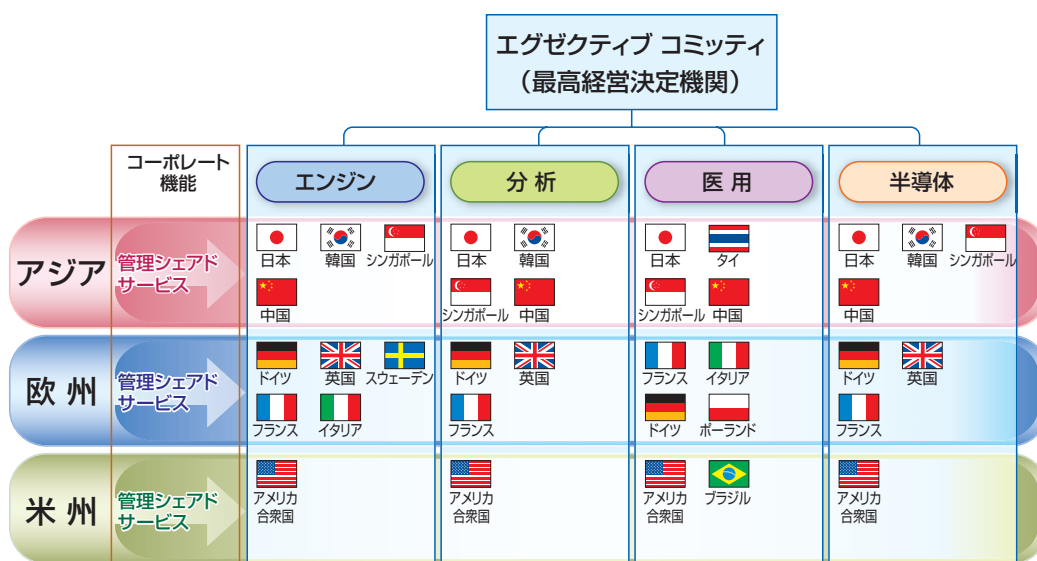 エグゼクティブ コミッティ
（最高経営決定機関）
コーポレート
機能
エンジン
分 析
医 用
半導体
アジア
管理シェアド
サービス
日本 韓国 シンガポール
中国
日本 韓国
シンガポール 中国
日本 タイ
シンガポール 中国
日本 韓国 シンガポール
中国
欧 州
管理シェアド
サービス
ドイツ 英国 スウェーデン
フランス イタリア
ドイツ 英国
フランス
フランス イタリア
ドイツ ポーランド
ドイツ 英国
フランス
米 州
管理シェアド
サービス
アメリカ
合衆国
アメリカ
合衆国
アメリカ ブラジル
合衆国
アメリカ
合衆国